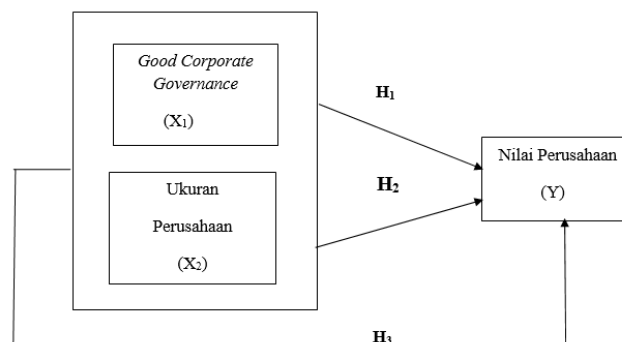 Good Corporate
Governance
(X₁)
H₁
Ukuran
Perusahaan
(X₂)
H₂
Nilai Perusahaan
(Y)
H₃